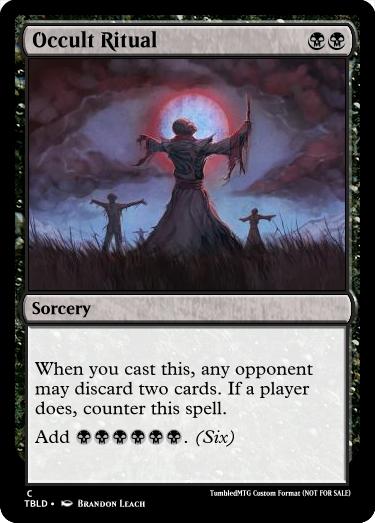 Occult Ritual
Sorcery
When you cast this, any opponent
may discard two cards. If a player
does, counter this spell.
Add . (Six)
C
TBLD • Brandon Leach
TumbledMTG Custom Format (NOT FOR SALE)